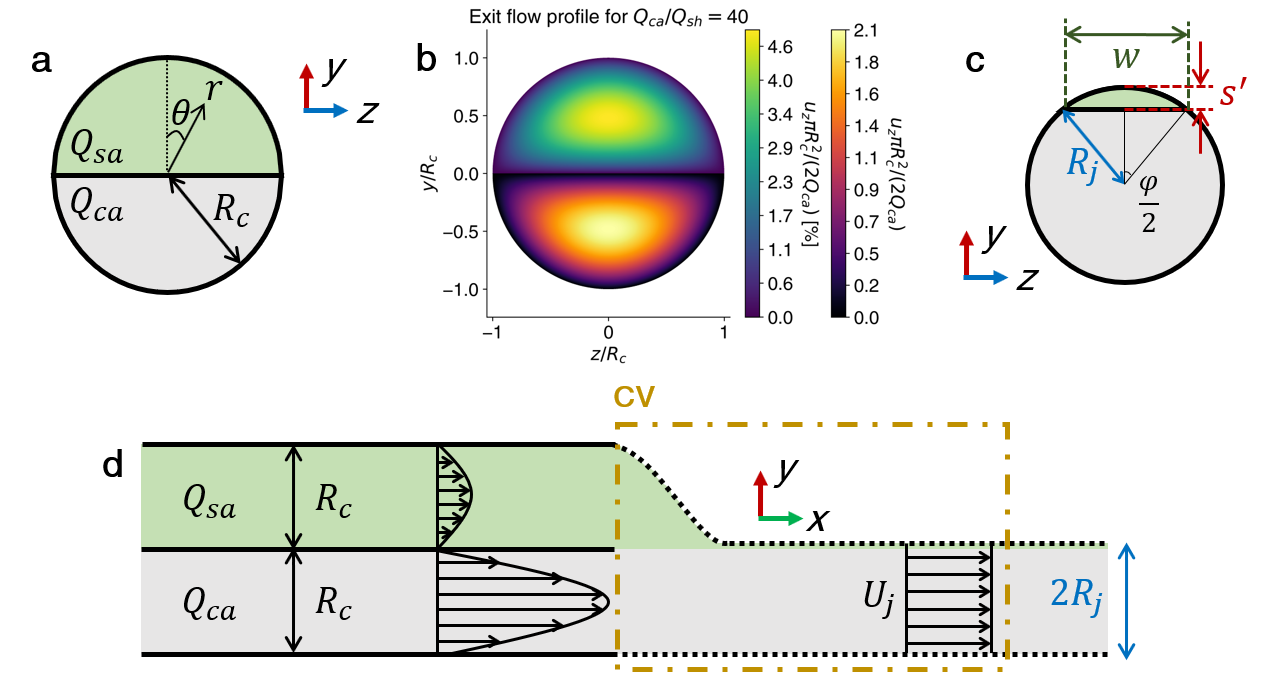 a
y
z
θ
r
Q_sa
Q_ca
R_c
b
Exit flow profile for Q_ca/Q_sh = 40
1.0
0.5
0.0
−0.5
−1.0
y/R_c
−1
0
1
z/R_c
4.6
4.0
3.4
2.9
2.3
1.7
1.1
0.6
0.0
u_zπR_c^2/(2Q_ca) [%]
2.1
1.8
1.6
1.4
1.1
0.9
0.7
0.5
0.2
0.0
u_zπR_c^2/(2Q_ca)
c
w
s′
R_j
φ/2
y
z
CV
d
Q_sa
R_c
y
x
Q_ca
R_c
U_j
2R_j